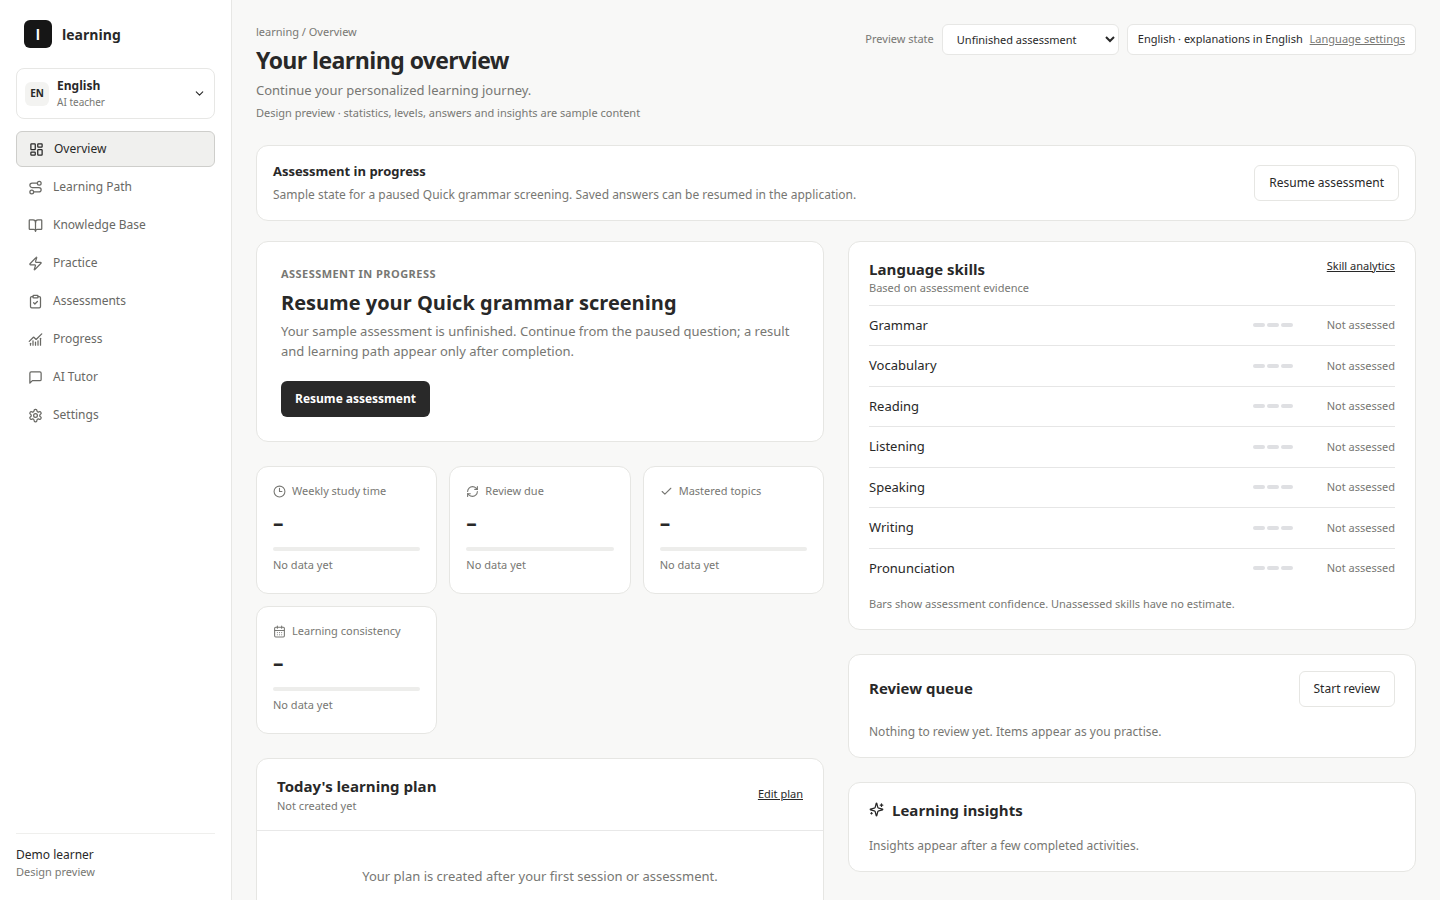 l learning
EN English
AI teacher
Overview
Learning Path
Knowledge Base
Practice
Assessments
Progress
AI Tutor
Settings
Demo learner
Design preview
learning / Overview
Your learning overview
Continue your personalized learning journey.
Design preview · statistics, levels, answers and insights are sample content
Preview state Unfinished assessment English · explanations in English Language settings
Assessment in progress
Sample state for a paused Quick grammar screening. Saved answers can be resumed in the application.
Resume assessment
ASSESSMENT IN PROGRESS
Resume your Quick grammar screening
Your sample assessment is unfinished. Continue from the paused question; a result
and learning path appear only after completion.
Resume assessment
Weekly study time
–
No data yet
Review due
–
No data yet
Mastered topics
–
No data yet
Learning consistency
–
No data yet
Today's learning plan
Not created yet
Edit plan
Your plan is created after your first session or assessment.
Language skills
Based on assessment evidence
Skill analytics
Grammar Not assessed
Vocabulary Not assessed
Reading Not assessed
Listening Not assessed
Speaking Not assessed
Writing Not assessed
Pronunciation Not assessed
Bars show assessment confidence. Unassessed skills have no estimate.
Review queue
Start review
Nothing to review yet. Items appear as you practise.
Learning insights
Insights appear after a few completed activities.